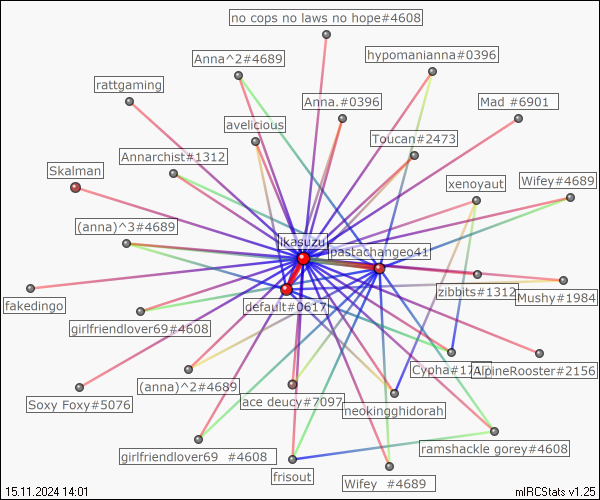 no cops no laws no hope#4608
Anna^2#4689
hypomanianna#0396
rattgaming
Anna.#0396
Mad #6901
avelicious
Toucan#2473
Annarchist#1312
Skalman
xenoyaut
Wifey#4689
(anna)^3#4689
ikasuzu
pastachangeo41
fakedingo
default#0617
zibbits#1312
Mushy#1984
girlfriendlover69#4608
(anna)^2#4689
Cypha#17
AlpineRooster#2156
Soxy Foxy#5076
ace deucy#7097
neokingghidorah
girlfriendlover69 #4608
ramshackle gorey#4608
frisout
Wifey #4689
15.11.2024 14:01
mIRCStats v1.25